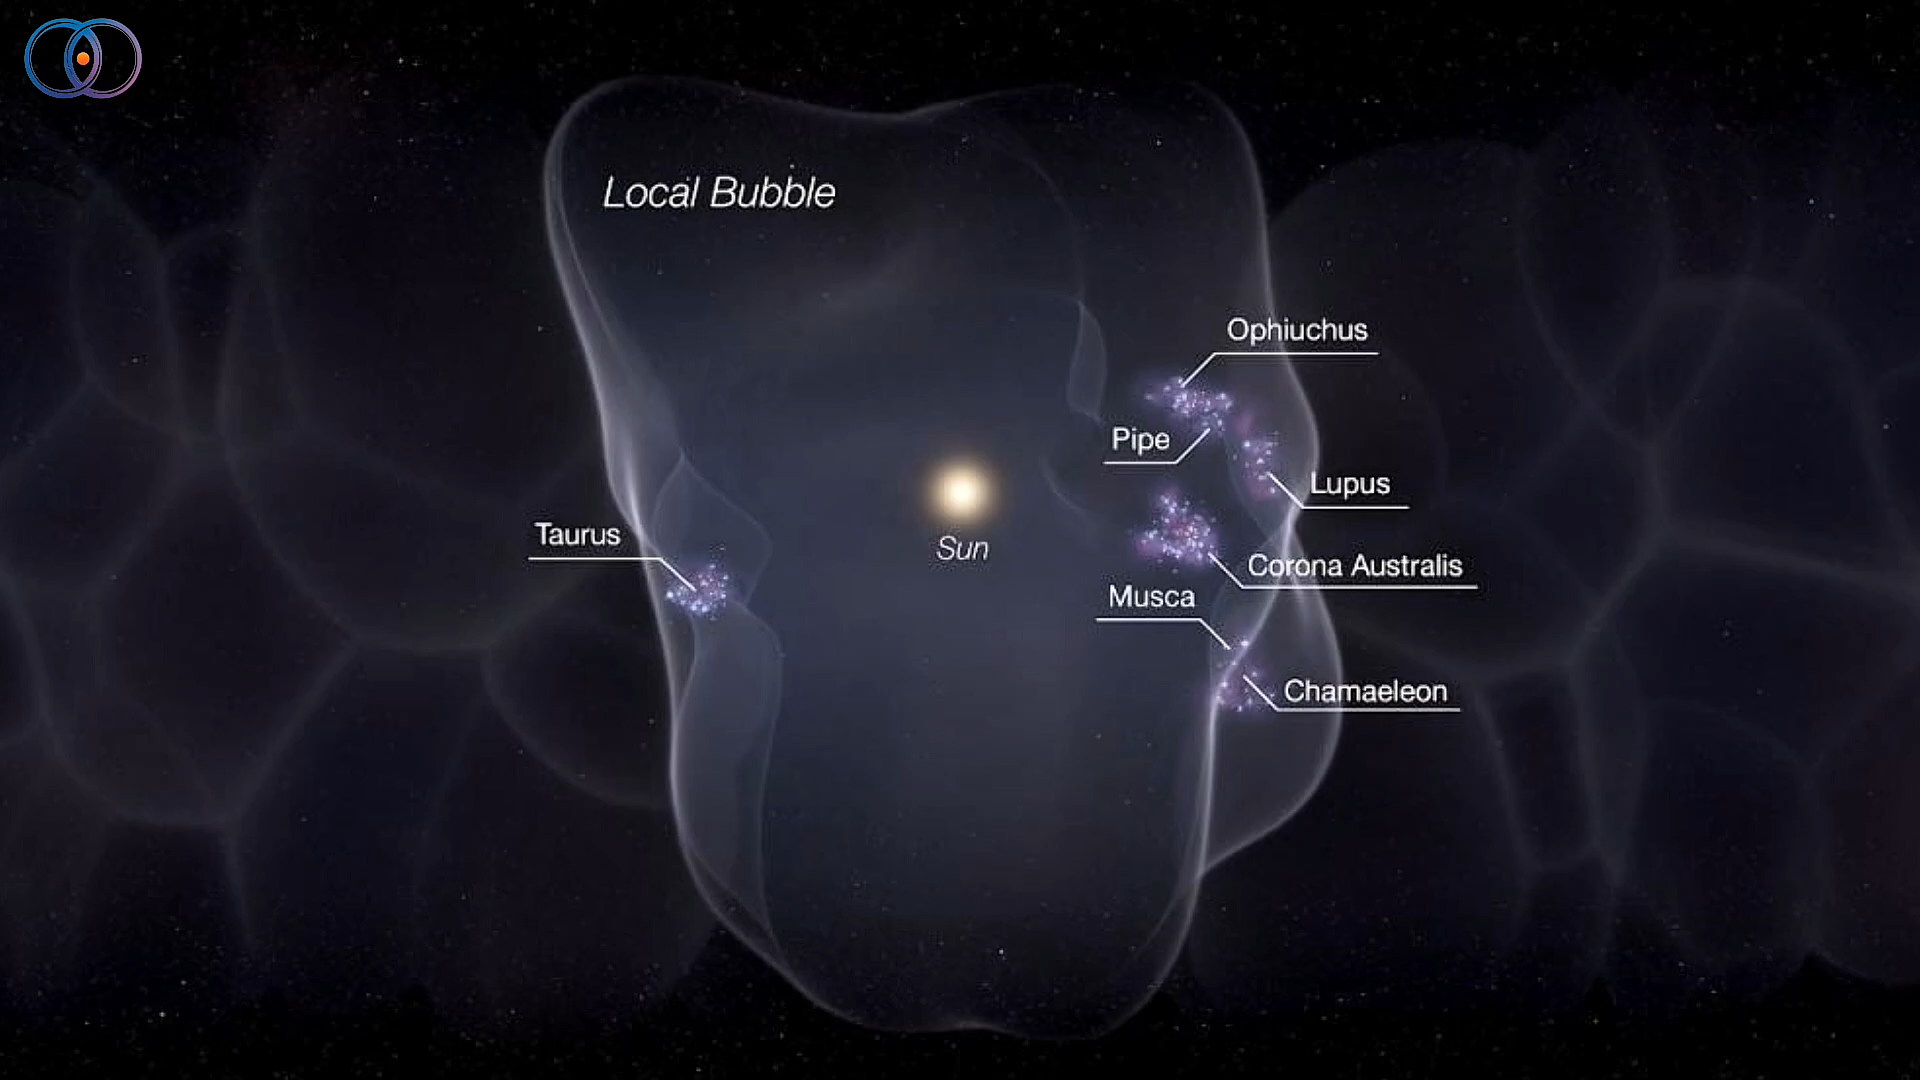 Local Bubble
Ophiuchus
Pipe
Lupus
Taurus
Sun
Corona Australis
Musca
Chamaeleon